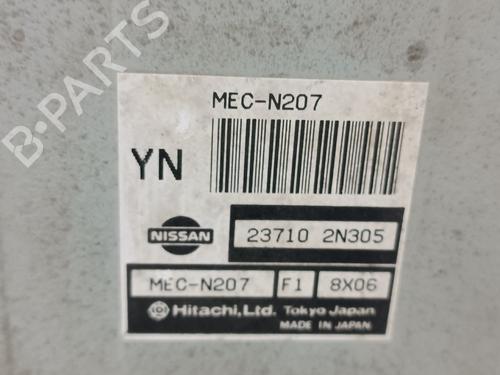 B-PARTS
MEC-N207
YN
NISSAN 23710 2N305
MEC-N207 F1 8X06
Hitachi, Ltd. Tokyo Japan
MADE IN JAPAN